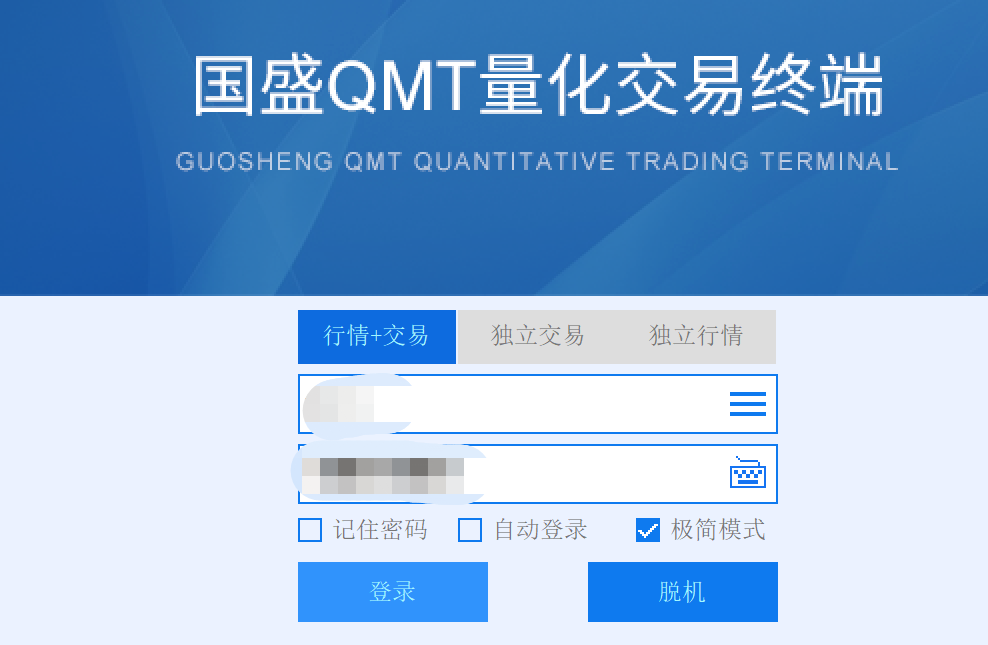 国盛QMT量化交易终端
GUOSHENG QMT QUANTITATIVE TRADING TERMINAL
行情+交易 独立交易 独立行情
记住密码 自动登录 极简模式
登录 脱机